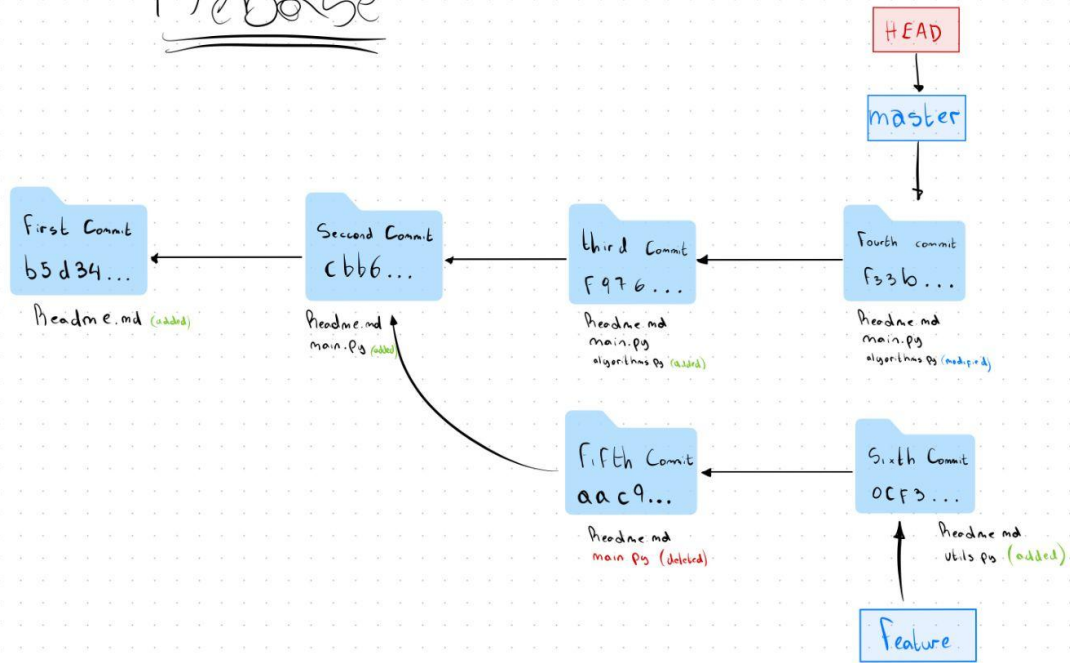 Rebase
HEAD
master
First Commit
b5d34...
Readme.md (added)
Seccond Commit
cbb6...
Readme.md
main.py (added)
third Commit
F976...
Readme.md
main.py
algorithms.py (added)
Fourth commit
f33b...
Readme.md
main.py
algorithms.py (modified)
Fifth Commit
aac9...
Readme.md
main.py (deleted)
Sixth Commit
0CF3...
Readme.md
utils.py (added)
Feature